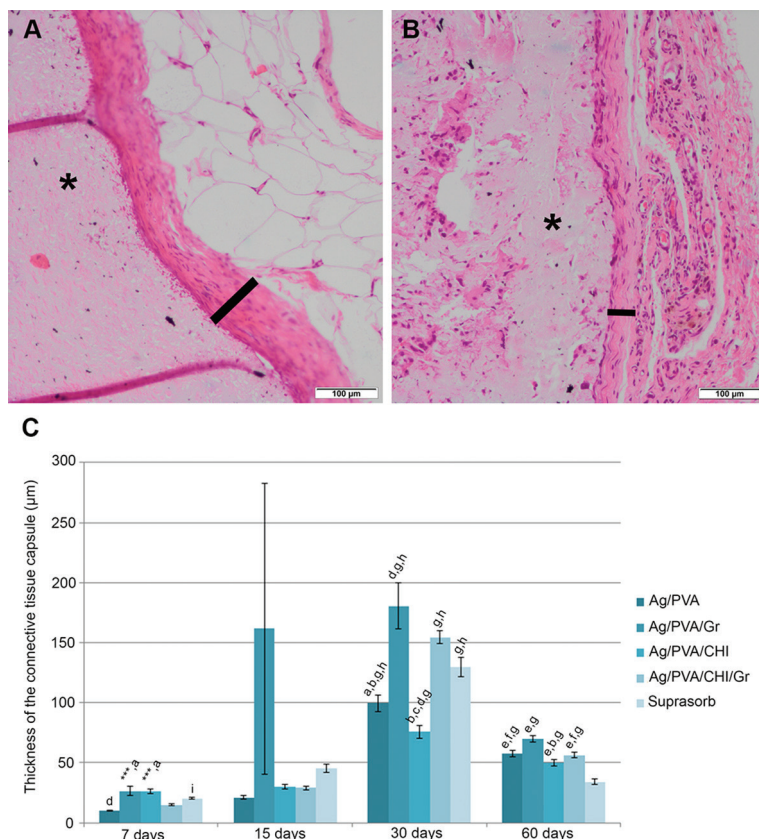 A
B
*
*
100 µm
100 µm
C
Thickness of the connective tissue capsule (µm)
300
250
200
150
100
50
0
d
***,a
***,a
i
a,b,g,h
d,g,h
b,c,d,g
g,h
g,h
e,f,g
e,g
e,b,g
e,f,g
7 days
15 days
30 days
60 days
Ag/PVA
Ag/PVA/Gr
Ag/PVA/CHI
Ag/PVA/CHI/Gr
Suprasorb